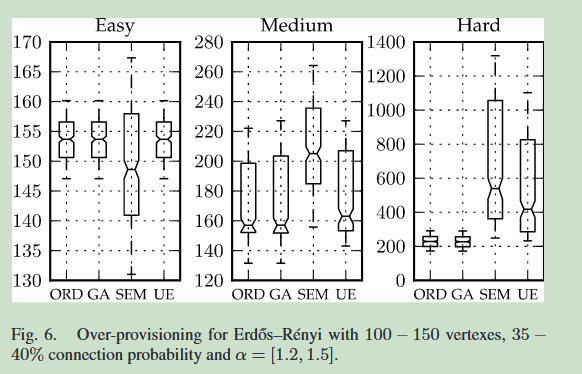 Easy Medium Hard
170 280 1400
165 260 1200
160 240 1000
155 220 800
150 200 600
145 180 400
140 160 200
135 140 0
130 120
ORD GA SEM UE ORD GA SEM UE ORD GA SEM UE
Fig. 6. Over-provisioning for Erdős–Rényi with 100 – 150 vertexes, 35 –
40% connection probability and α = [1.2, 1.5].